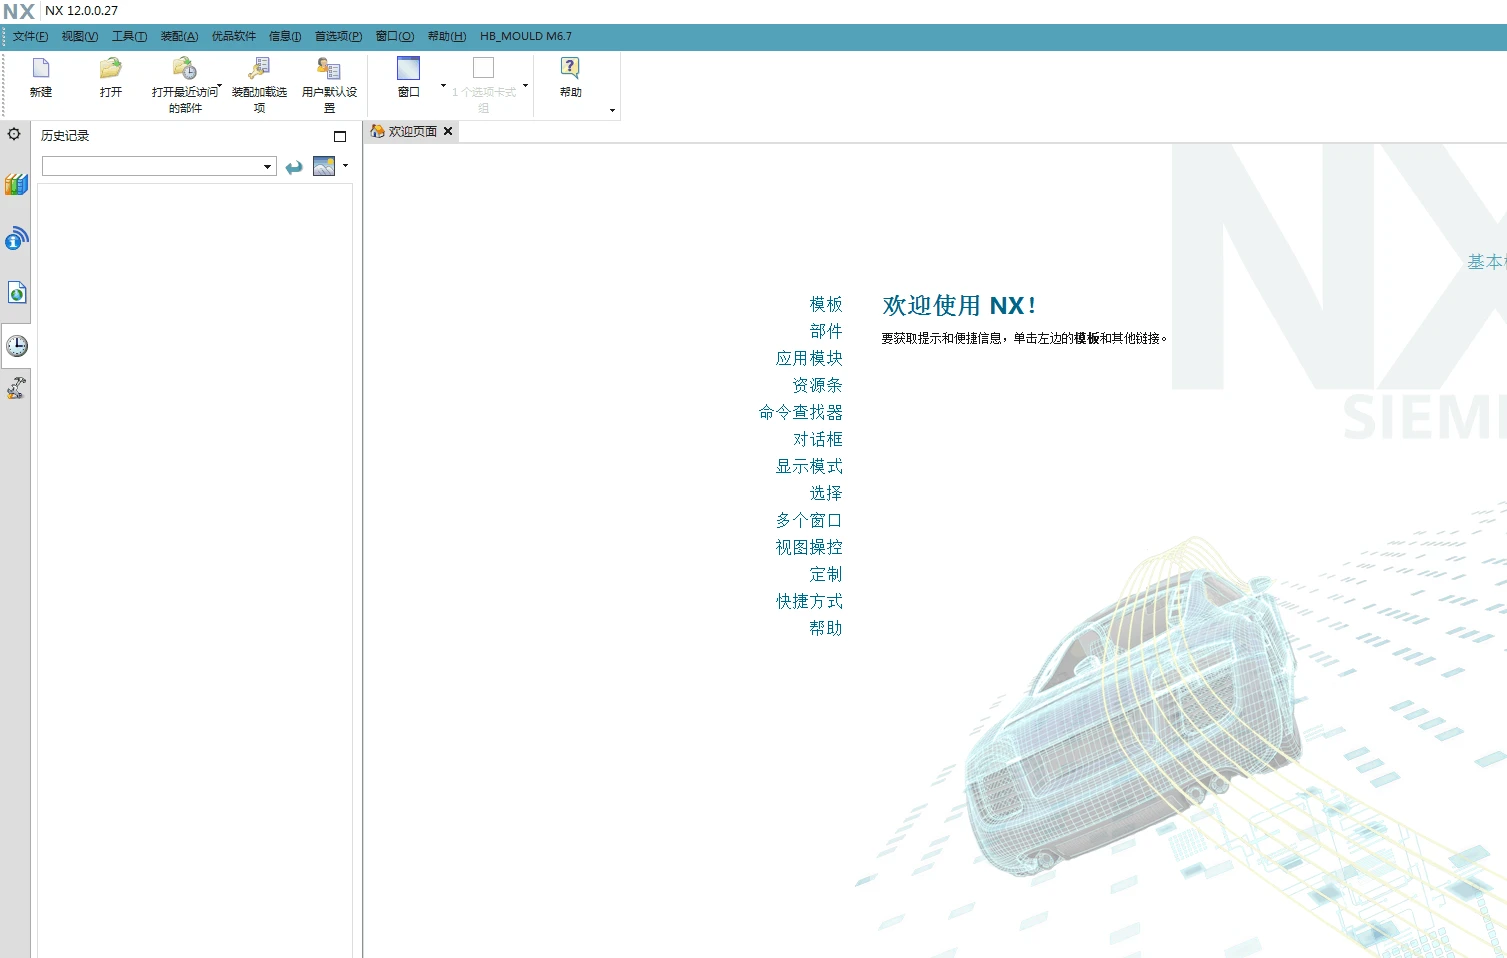 NX NX 12.0.0.27
文件(F) 视图(V) 工具(T) 装配(A) 优品软件 信息(I) 首选项(P) 窗口(O) 帮助(H) HB_MOULD M6.7
新建 打开 打开最近访问的部件 装配加载选项 用户默认设置 窗口 1 个选项卡式组 帮助
历史记录
欢迎页面
NX
SIEM
基本
模板
部件
应用模块
资源条
命令查找器
对话框
显示模式
选择
多个窗口
视图操控
定制
快捷方式
帮助
欢迎使用 NX!
要获取提示和便捷信息，单击左边的模板和其他链接。